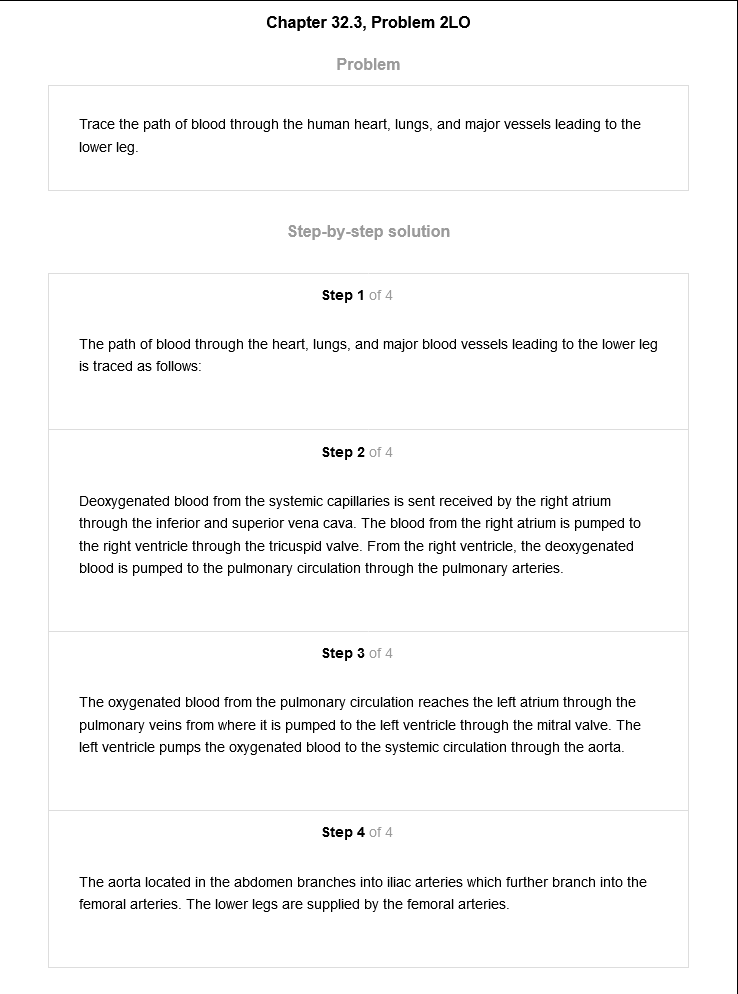 Chapter 32.3, Problem 2LO
Problem
Trace the path of blood through the human heart, lungs, and major vessels leading to the
lower leg.
Step-by-step solution
Step 1 of 4
The path of blood through the heart, lungs, and major blood vessels leading to the lower leg
is traced as follows:
Step 2 of 4
Deoxygenated blood from the systemic capillaries is sent received by the right atrium
through the inferior and superior vena cava. The blood from the right atrium is pumped to
the right ventricle through the tricuspid valve. From the right ventricle, the deoxygenated
blood is pumped to the pulmonary circulation through the pulmonary arteries.
Step 3 of 4
The oxygenated blood from the pulmonary circulation reaches the left atrium through the
pulmonary veins from where it is pumped to the left ventricle through the mitral valve. The
left ventricle pumps the oxygenated blood to the systemic circulation through the aorta.
Step 4 of 4
The aorta located in the abdomen branches into iliac arteries which further branch into the
femoral arteries. The lower legs are supplied by the femoral arteries.